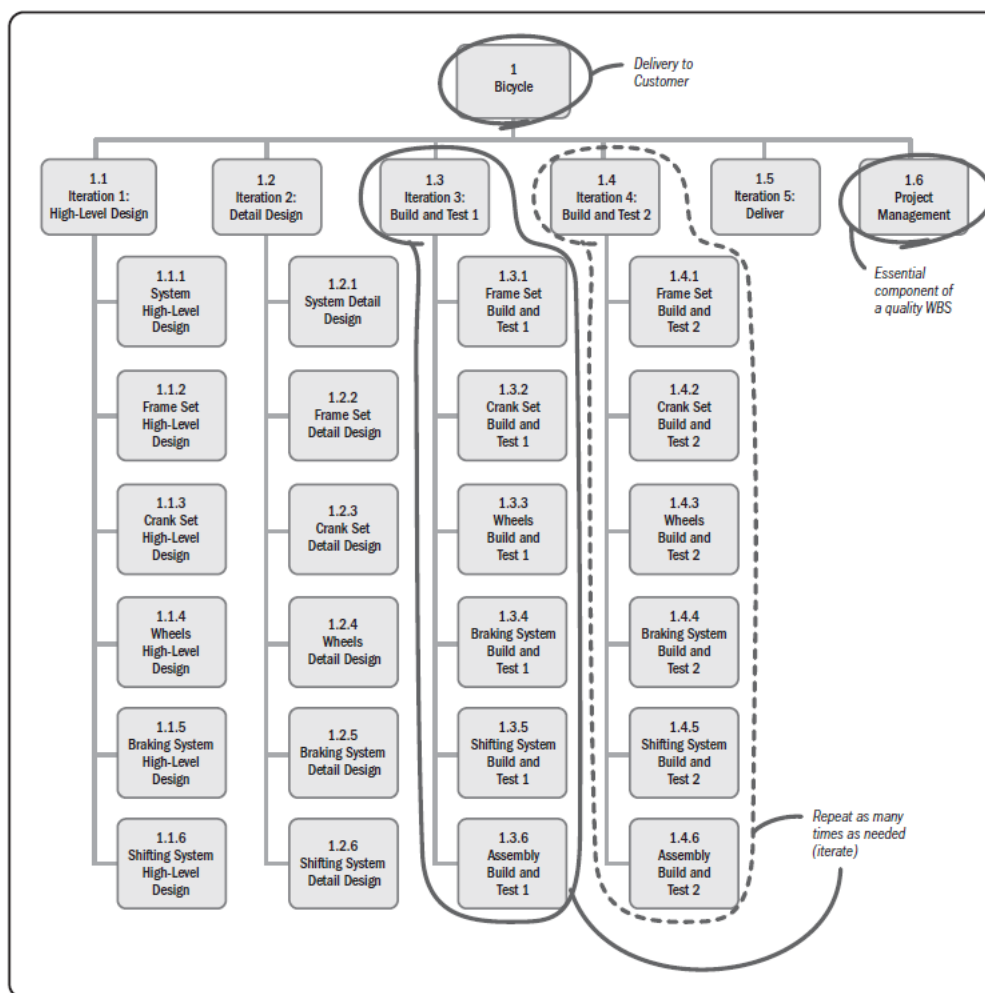 1
Bicycle
Delivery to
Customer
1.1
Iteration 1:
High-Level Design
1.2
Iteration 2:
Detail Design
1.3
Iteration 3:
Build and Test 1
1.4
Iteration 4:
Build and Test 2
1.5
Iteration 5:
Deliver
1.6
Project
Management
Essential
component of
a quality WBS
1.1.1
System
High-Level
Design
1.1.2
Frame Set
High-Level
Design
1.1.3
Crank Set
High-Level
Design
1.1.4
Wheels
High-Level
Design
1.1.5
Braking System
High-Level
Design
1.1.6
Shifting System
High-Level
Design
1.2.1
System Detail
Design
1.2.2
Frame Set
Detail Design
1.2.3
Crank Set
Detail Design
1.2.4
Wheels
Detail Design
1.2.5
Braking System
Detail Design
1.2.6
Shifting System
Detail Design
1.3.1
Frame Set
Build and
Test 1
1.3.2
Crank Set
Build and
Test 1
1.3.3
Wheels
Build and
Test 1
1.3.4
Braking System
Build and
Test 1
1.3.5
Shifting System
Build and
Test 1
1.3.6
Assembly
Build and
Test 1
1.4.1
Frame Set
Build and
Test 2
1.4.2
Crank Set
Build and
Test 2
1.4.3
Wheels
Build and
Test 2
1.4.4
Braking System
Build and
Test 2
1.4.5
Shifting System
Build and
Test 2
1.4.6
Assembly
Build and
Test 2
Repeat as many
times as needed
(iterate)